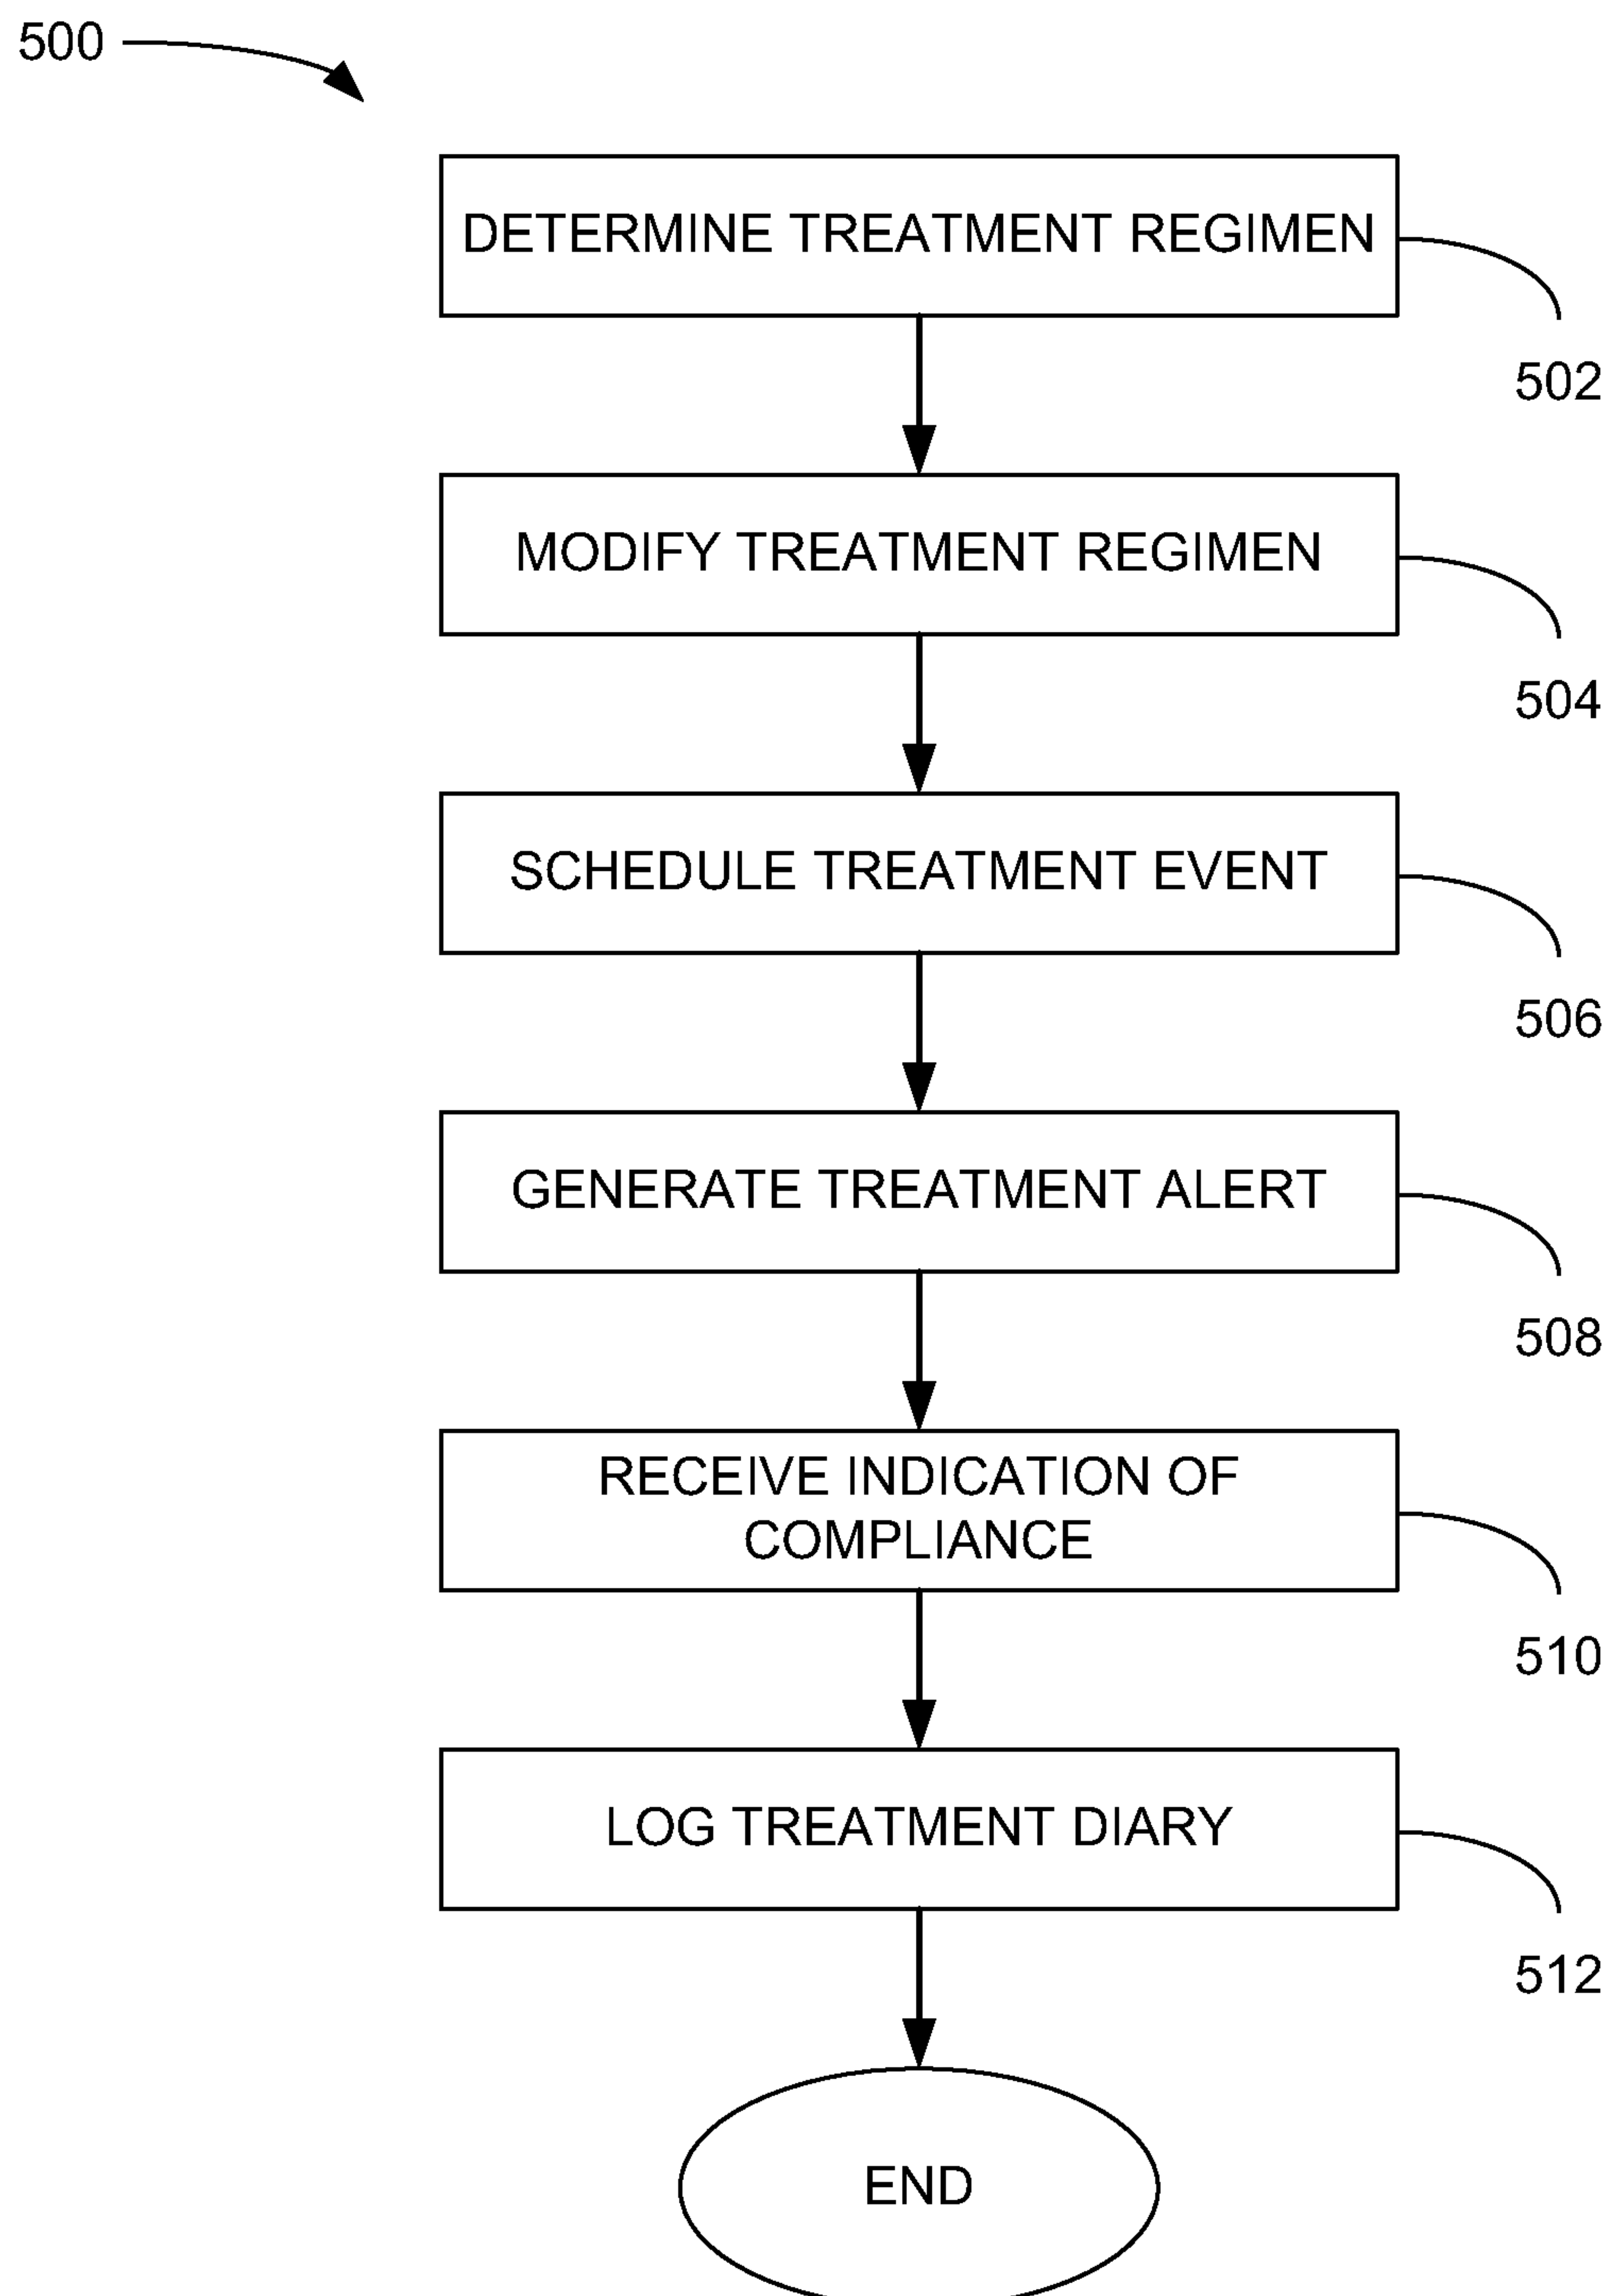 500
DETERMINE TREATMENT REGIMEN
502
MODIFY TREATMENT REGIMEN
504
SCHEDULE TREATMENT EVENT
506
GENERATE TREATMENT ALERT
508
RECEIVE INDICATION OF
COMPLIANCE
510
LOG TREATMENT DIARY
512
END